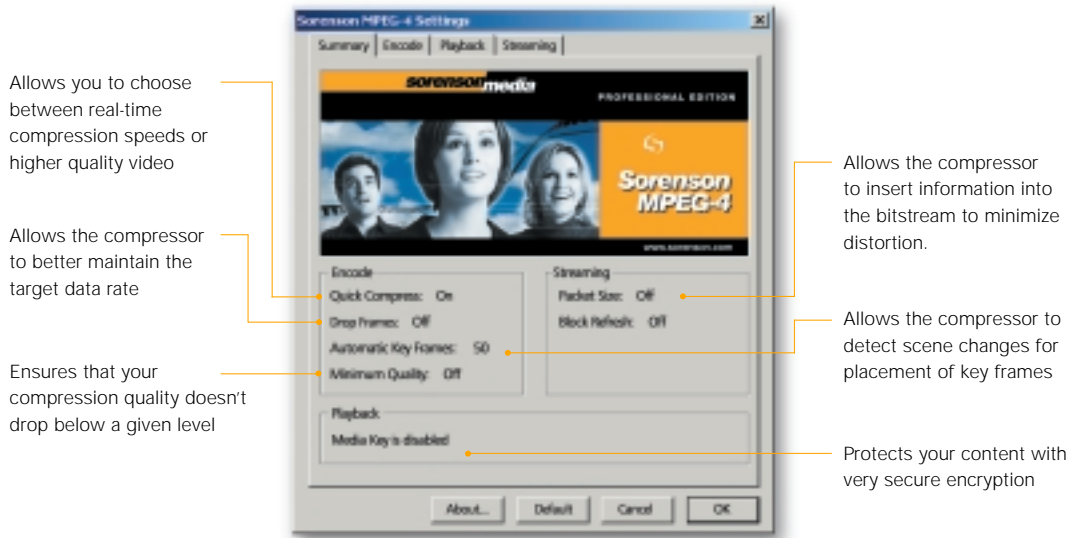 Allows you to choose
between real-time
compression speeds or
higher quality video
Allows the compressor
to better maintain the
target data rate
Ensures that your
compression quality doesn't
drop below a given level
Sorenson MPEG-4 Settings
Summary Encode Playback Streaming
sorenson media
PROFESSIONAL EDITION
Sorenson
MPEG-4
www.sorenson.com
Encode
Quick Compress: On
Drop Frames: Off
Automatic Key Frames: 50
Minimum Quality: Off
Streaming
Packet Size: Off
Block Refresh: Off
Playback
Media Key is disabled
About... Default Cancel OK
Allows the compressor
to insert information into
the bitstream to minimize
distortion.
Allows the compressor to
detect scene changes for
placement of key frames
Protects your content with
very secure encryption